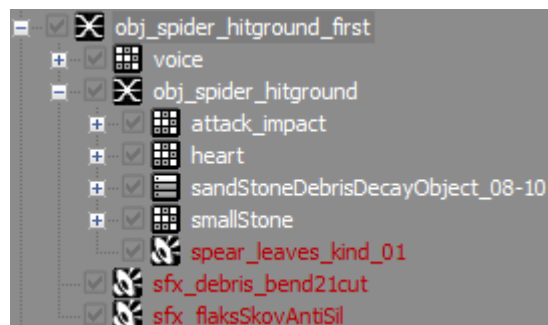 obj_spider_hitground_first
voice
obj_spider_hitground
attack_impact
heart
sandStoneDebrisDecayObject_08-10
smallStone
spear_leaves_kind_01
sfx_debris_bend21cut
sfx_flaksSkovAntiSil